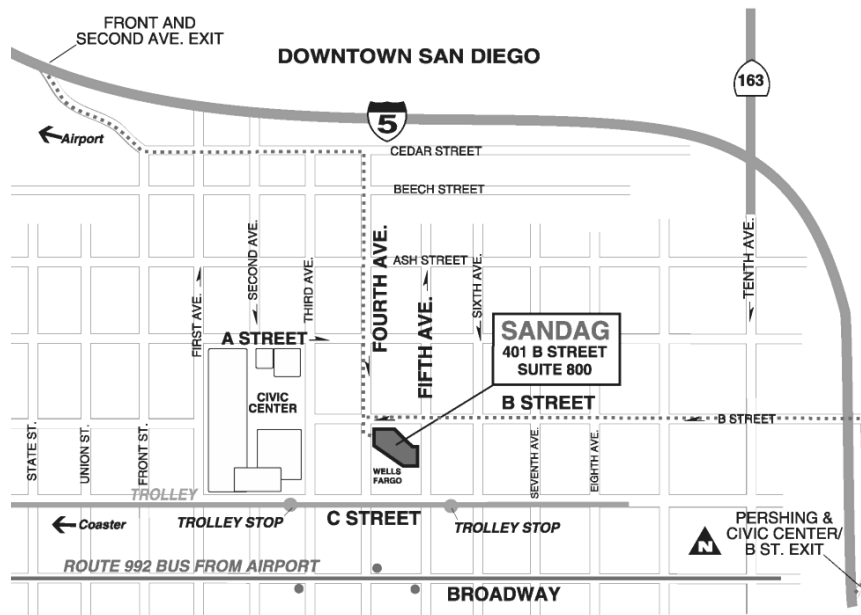 FRONT AND
SECOND AVE. EXIT
DOWNTOWN SAN DIEGO
163
5
Airport
CEDAR STREET
BEECH STREET
ASH STREET
FIRST AVE.
SECOND AVE.
THIRD AVE.
FOURTH AVE.
FIFTH AVE.
SIXTH AVE.
TENTH AVE.
A STREET
SANDAG
401 B STREET
SUITE 800
CIVIC
CENTER
B STREET
B STREET
STATE ST.
UNION ST.
FRONT ST.
WELLS
FARGO
SEVENTH AVE.
EIGHTH AVE.
TROLLEY
Coaster
TROLLEY STOP
C STREET
TROLLEY STOP
N
PERSHING &
CIVIC CENTER/
B ST. EXIT
ROUTE 992 BUS FROM AIRPORT
BROADWAY